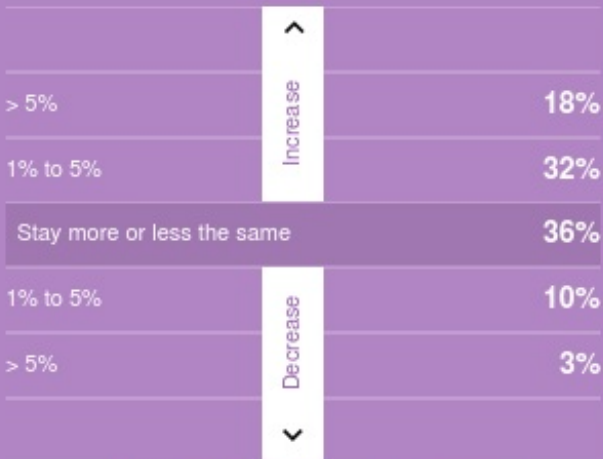 > 5% Increase 18%
1% to 5% 32%
Stay more or less the same 36%
1% to 5% Decrease 10%
> 5% 3%